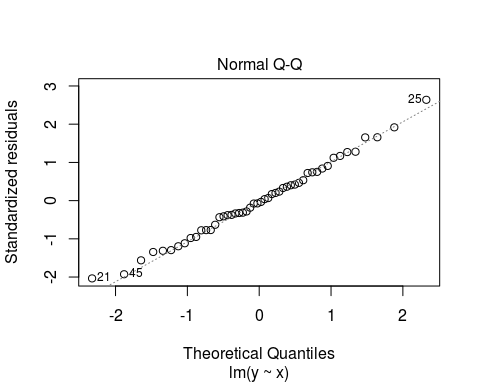 Normal Q-Q
Standardized residuals
3
2
1
0
-1
-2
25
21
45
-2 -1 0 1 2
Theoretical Quantiles
lm(y ~ x)